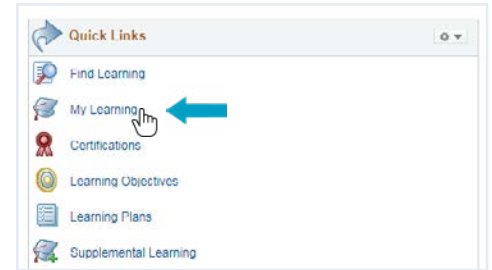 Quick Links
Find Learning
My Learning
Certifications
Learning Objectives
Learning Plans
Supplemental Learning